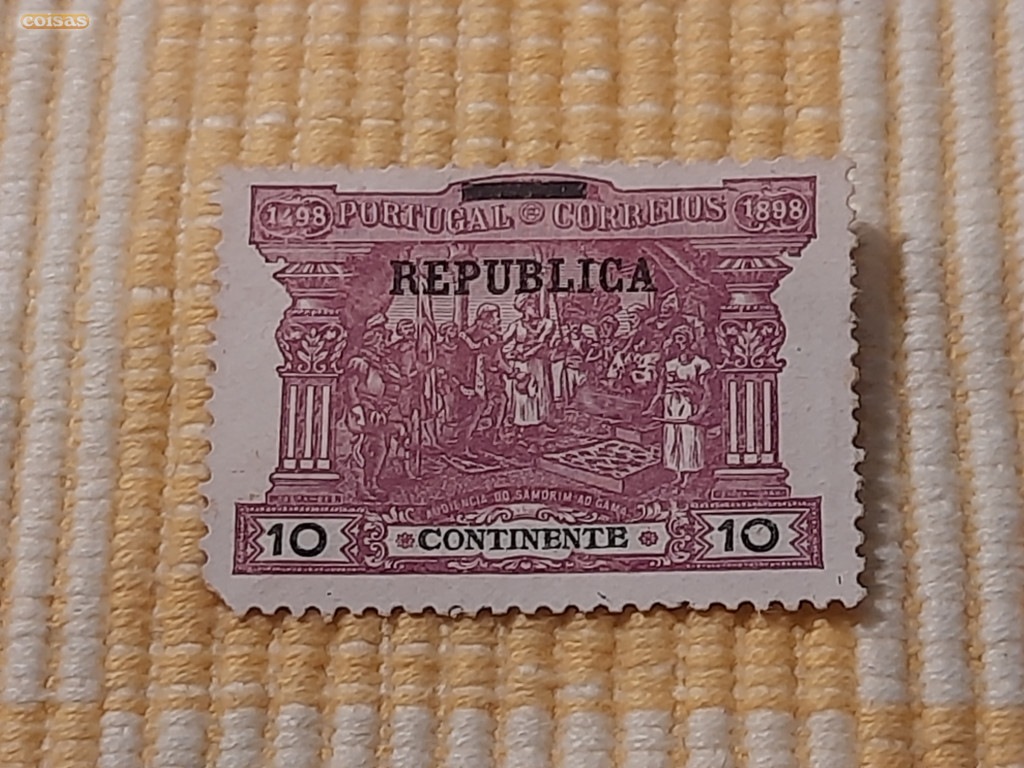 coisas
1498 PORTUGAL CORREIOS 1898
REPUBLICA
AUDIENCIA DO SAMORIM AO GAMA
10 CONTINENTE 10